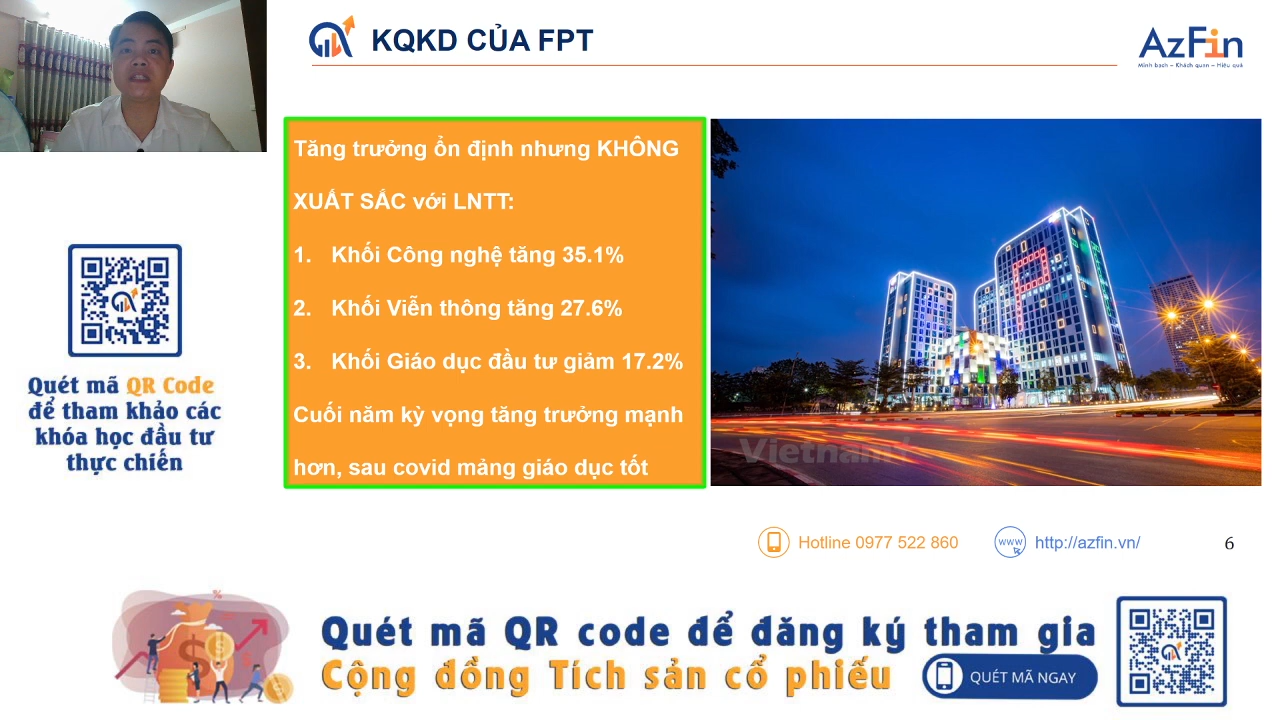 KQKD CỦA FPT
AzFin
Minh bạch – Khách quan – Hiệu quả
Tăng trưởng ổn định nhưng KHÔNG
XUẤT SẮC với LNTT:
1. Khối Công nghệ tăng 35.1%
2. Khối Viễn thông tăng 27.6%
3. Khối Giáo dục đầu tư giảm 17.2%
Cuối năm kỳ vọng tăng trưởng mạnh
hơn, sau covid mảng giáo dục tốt
Quét mã QR Code
để tham khảo các
khóa học đầu tư
thực chiến
Hotline 0977 522 860
www
http://azfin.vn/
6
Quét mã QR code để đăng ký tham gia
Cộng đồng Tích sản cổ phiếu
QUÉT MÃ NGAY